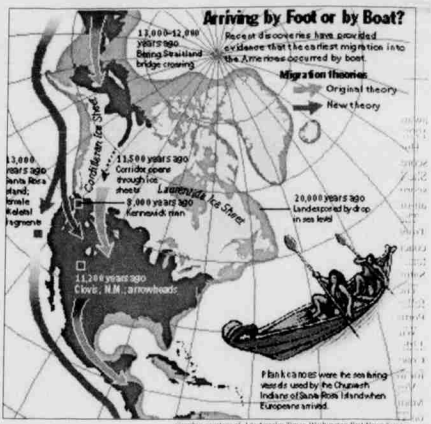 Arriving by Foot or by Boat?
Recent discoveries have provided
evidence that the earliest migration into
the Americas occurred by boat.
Migration theories
Original theory
New theory
13,000-12,000
years ago
Bering Strait land
bridge crossing
Cordilleran Ice Sheet
11,500 years ago
Corridor opens
through ice
sheets
Laurentide Ice Sheet
13,000
years ago
Santa Rosa
Island;
female
skeletal
fragments
9,000 years ago
Kennewick man
20,000 years ago
Land exposed by drop
in sea level
11,200 years ago
Clovis, N.M.; arrowheads
Plank canoes were the seafaring
vessels used by the Chumash
Indians of Santa Rosa Island when
Europeans arrived.